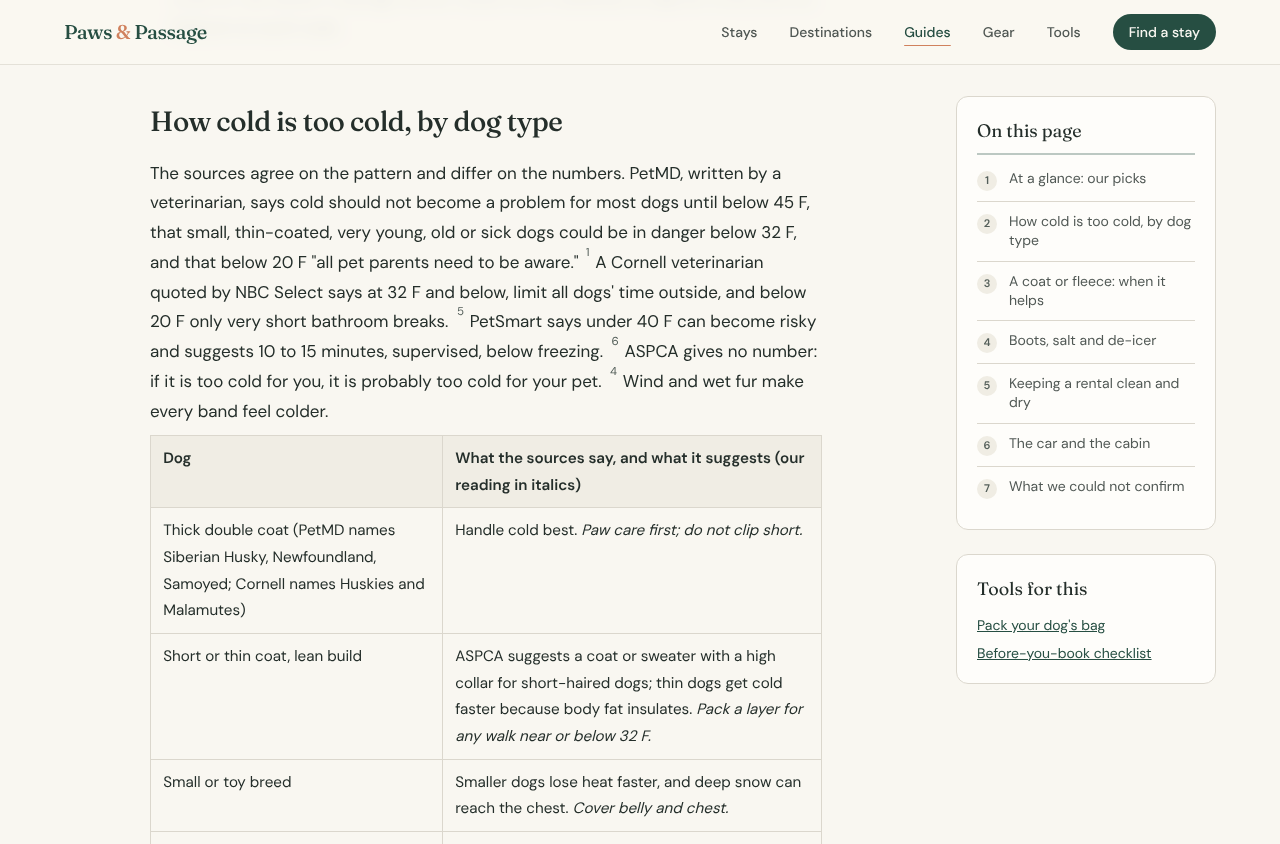 Paws & Passage
Stays
Destinations
Guides
Gear
Tools
Find a stay
How cold is too cold, by dog type
The sources agree on the pattern and differ on the numbers. PetMD, written by a
veterinarian, says cold should not become a problem for most dogs until below 45 F,
that small, thin-coated, very young, old or sick dogs could be in danger below 32 F,
and that below 20 F "all pet parents need to be aware." 1 A Cornell veterinarian
quoted by NBC Select says at 32 F and below, limit all dogs' time outside, and below
20 F only very short bathroom breaks. 5 PetSmart says under 40 F can become risky
and suggests 10 to 15 minutes, supervised, below freezing. 6 ASPCA gives no number:
if it is too cold for you, it is probably too cold for your pet. 4 Wind and wet fur make
every band feel colder.
Dog
What the sources say, and what it suggests (our
reading in italics)
Thick double coat (PetMD names
Siberian Husky, Newfoundland,
Samoyed; Cornell names Huskies and
Malamutes)
Handle cold best. Paw care first; do not clip short.
Short or thin coat, lean build
ASPCA suggests a coat or sweater with a high
collar for short-haired dogs; thin dogs get cold
faster because body fat insulates. Pack a layer for
any walk near or below 32 F.
Small or toy breed
Smaller dogs lose heat faster, and deep snow can
reach the chest. Cover belly and chest.
On this page
1 At a glance: our picks
2 How cold is too cold, by dog
type
3 A coat or fleece: when it
helps
4 Boots, salt and de-icer
5 Keeping a rental clean and
dry
6 The car and the cabin
7 What we could not confirm
Tools for this
Pack your dog's bag
Before-you-book checklist